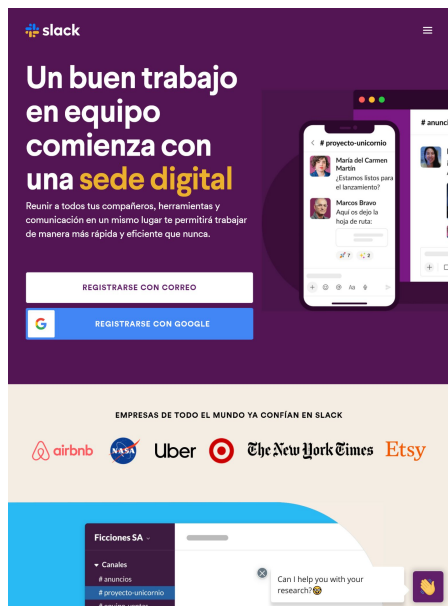 slack
Un buen trabajo
en equipo
comienza con
una sede digital
Reunir a todos tus compañeros, herramientas y
comunicación en un mismo lugar te permitirá trabajar
de manera más rápida y eficiente que nunca.
REGISTRARSE CON CORREO
G
REGISTRARSE CON GOOGLE
# proyecto-unicornio
María del Carmen
Martín
¿Estamos listos para
el lanzamiento?
Marcos Bravo
Aquí os dejo la
hoja de ruta:
7
2
Aa
EMPRESAS DE TODO EL MUNDO YA CONFÍAN EN SLACK
airbnb
NASA
Uber
The New York Times
Etsy
Ficciones SA
Canales
# anuncios
# proyecto-unicornio
Can I help you with your
research?